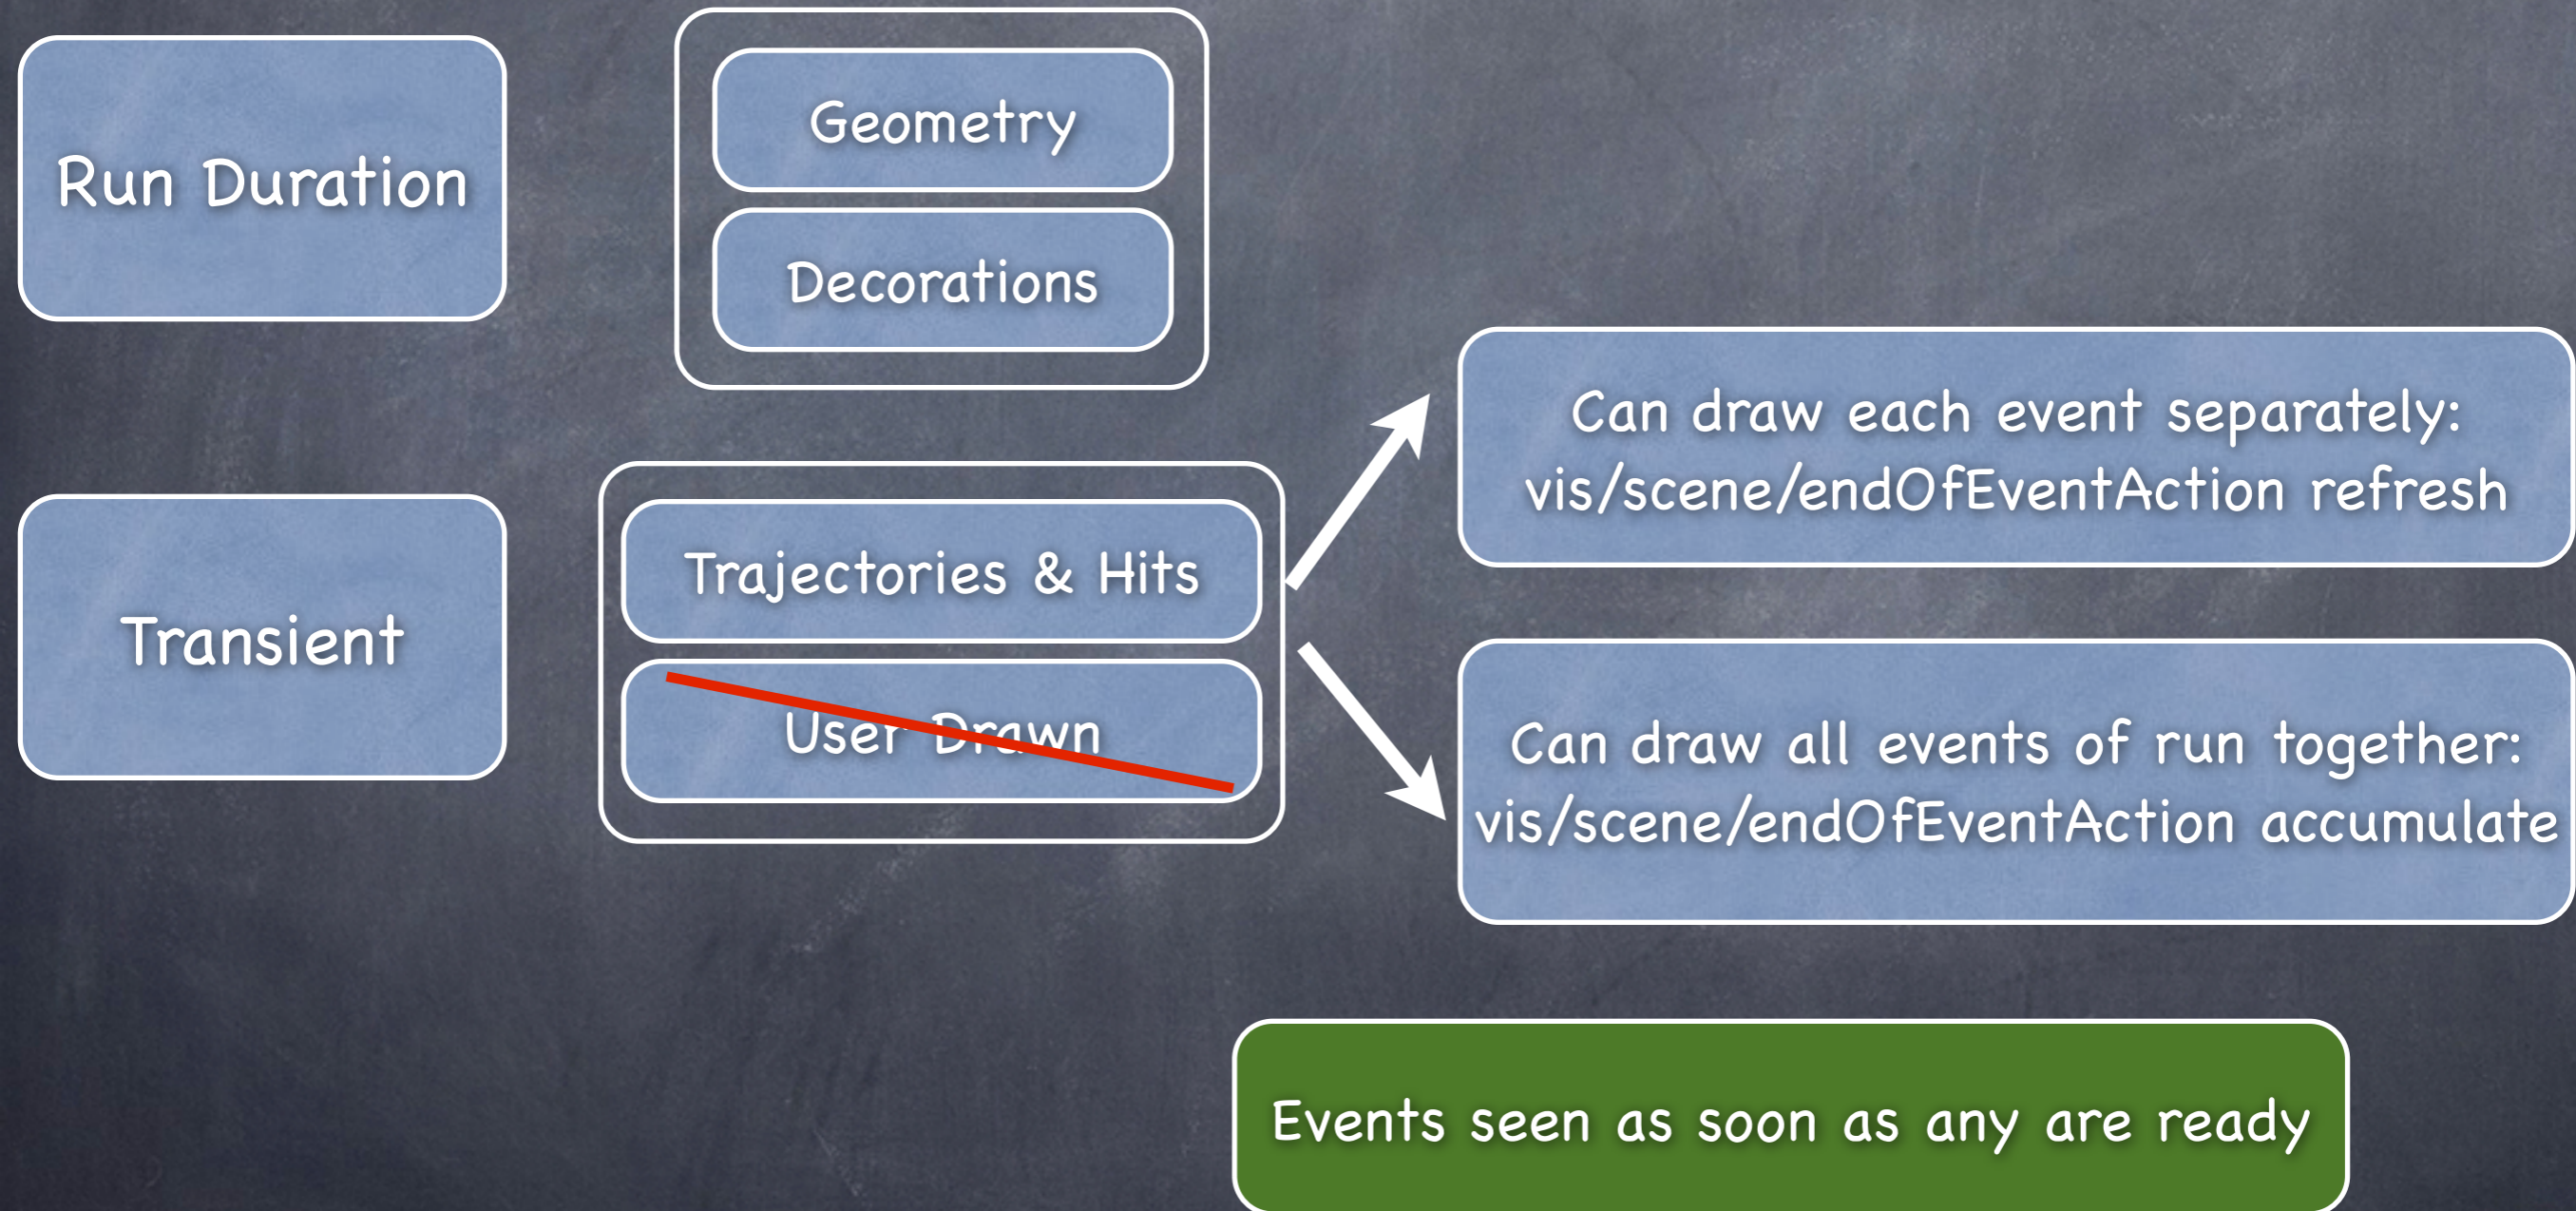 Run Duration
Geometry
Decorations
Transient
Trajectories & Hits
User Drawn
Can draw each event separately:
vis/scene/endOfEventAction refresh
Can draw all events of run together:
vis/scene/endOfEventAction accumulate
Events seen as soon as any are ready